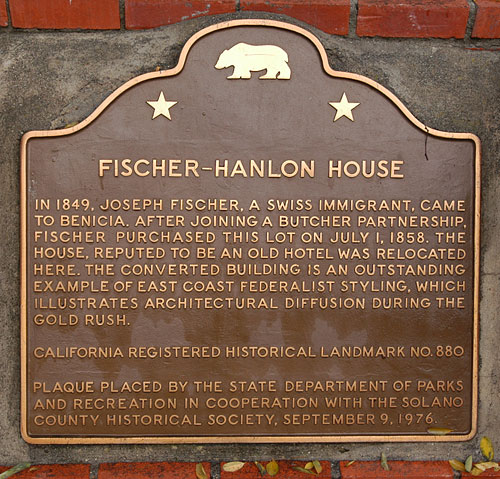 FISCHER-HANLON HOUSE
IN 1849, JOSEPH FISCHER, A SWISS IMMIGRANT, CAME
TO BENICIA. AFTER JOINING A BUTCHER PARTNERSHIP,
FISCHER PURCHASED THIS LOT ON JULY 1, 1858. THE
HOUSE, REPUTED TO BE AN OLD HOTEL WAS RELOCATED
HERE. THE CONVERTED BUILDING IS AN OUTSTANDING
EXAMPLE OF EAST COAST FEDERALIST STYLING, WHICH
ILLUSTRATES ARCHITECTURAL DIFFUSION DURING THE
GOLD RUSH.
CALIFORNIA REGISTERED HISTORICAL LANDMARK NO. 880
PLAQUE PLACED BY THE STATE DEPARTMENT OF PARKS
AND RECREATION IN COOPERATION WITH THE SOLANO
COUNTY HISTORICAL SOCIETY, SEPTEMBER 9, 1976.